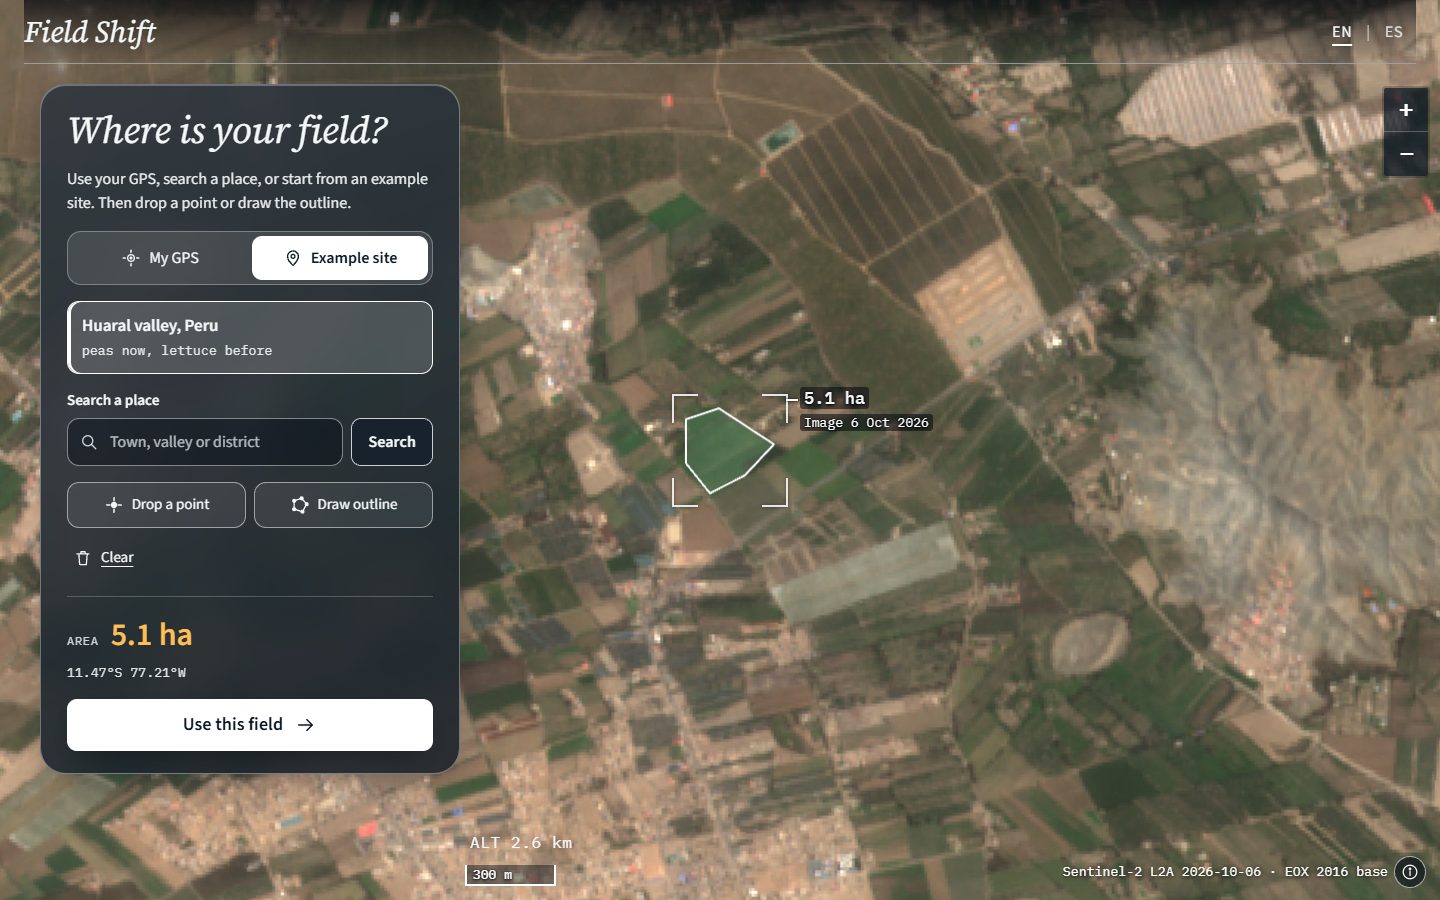 Field Shift
EN | ES
Where is your field?
Use your GPS, search a place, or start from an example
site. Then drop a point or draw the outline.
My GPS
Example site
Huaral valley, Peru
peas now, lettuce before
Search a place
Town, valley or district
Search
Drop a point
Draw outline
Clear
AREA 5.1 ha
11.47°S 77.21°W
Use this field →
+
−
5.1 ha
Image 6 Oct 2026
ALT 2.6 km
300 m
Sentinel-2 L2A 2026-10-06 · EOX 2016 base